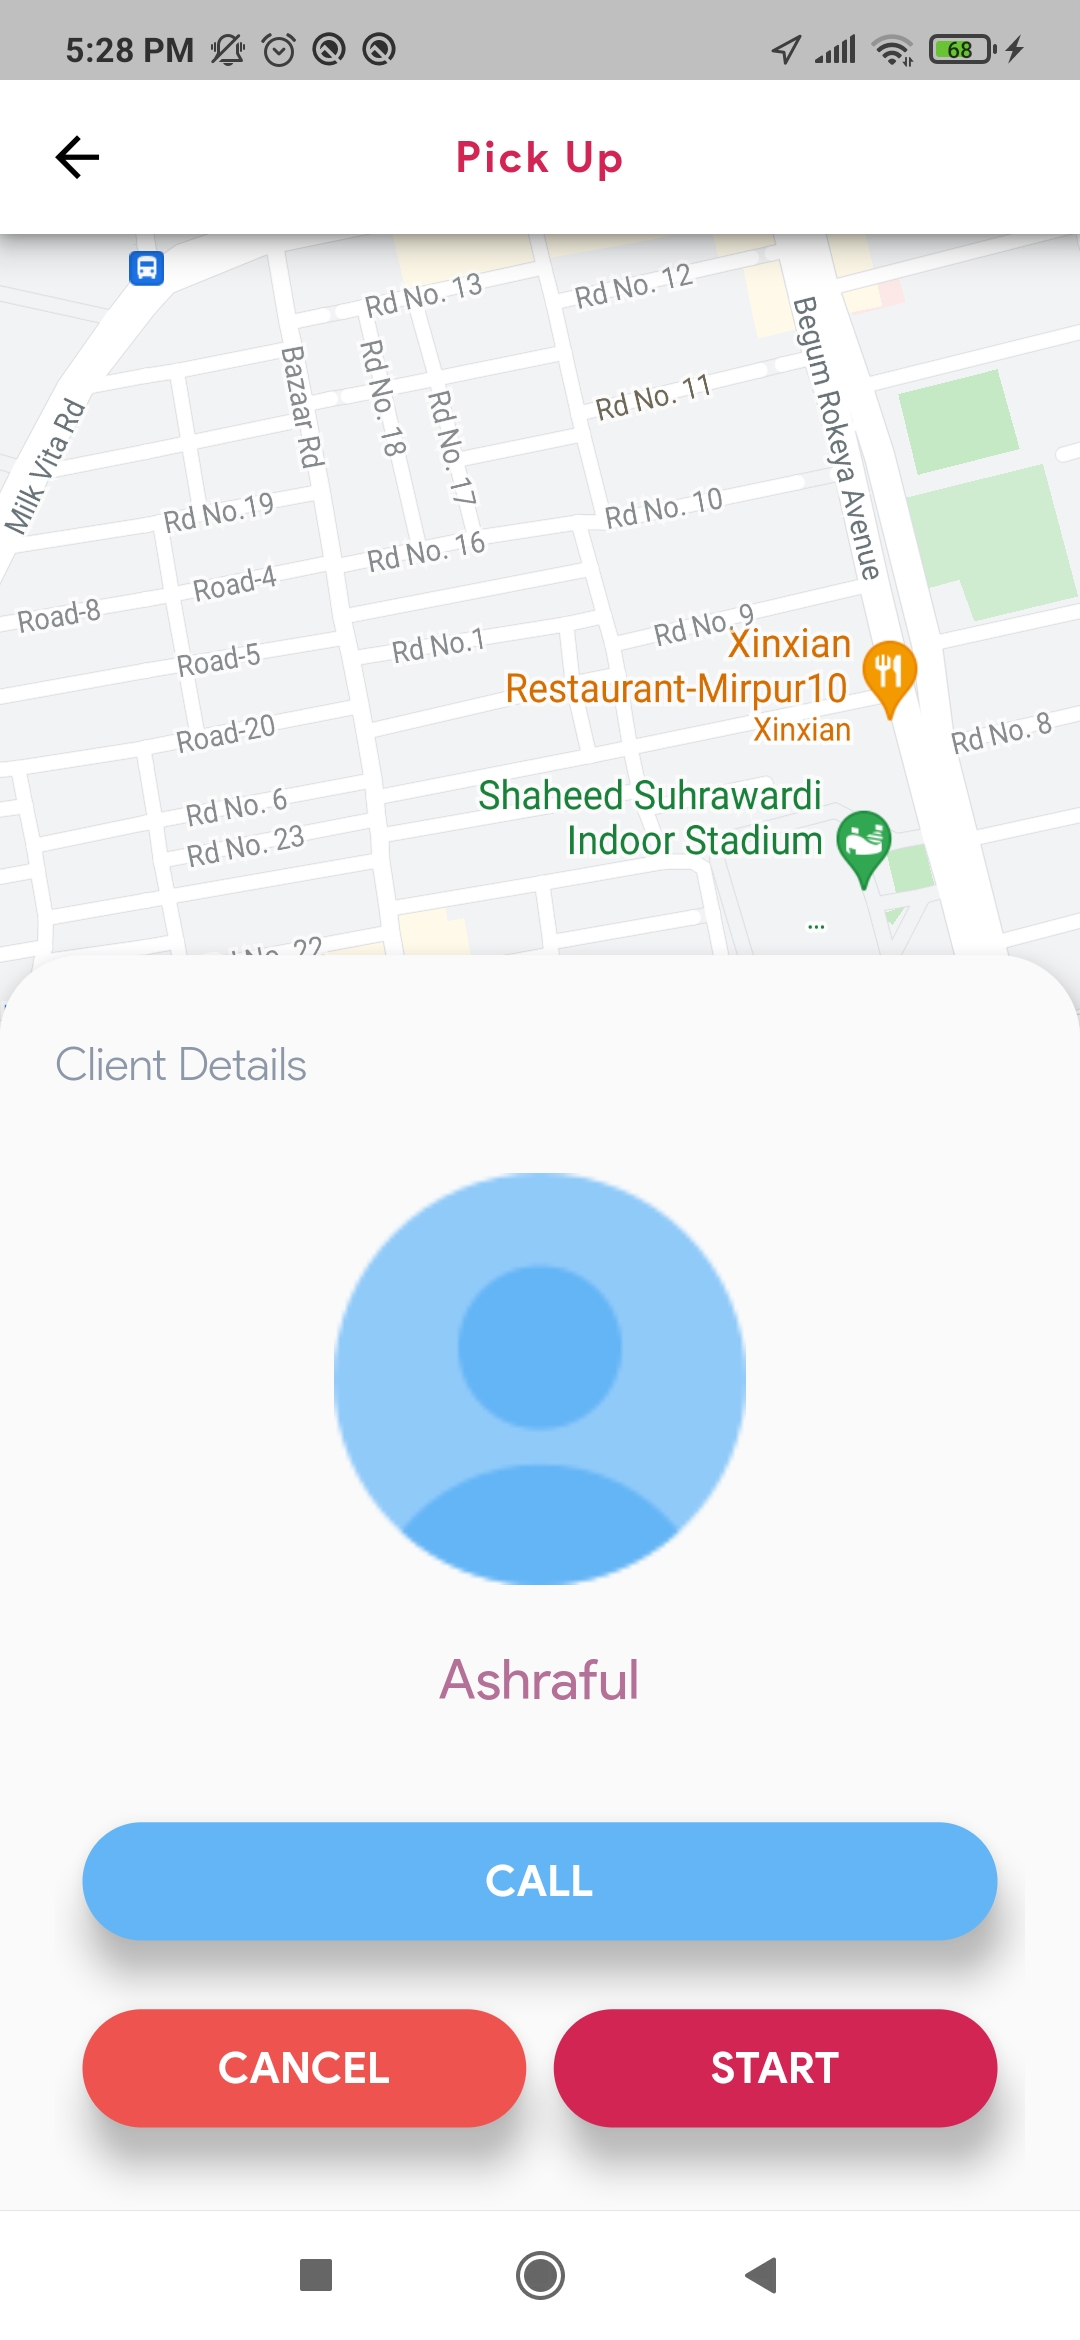 5:28 PM
68
Pick Up
Rd No. 13
Rd No. 12
Begum Rokeya Avenue
Bazaar Rd
Rd No. 18
Rd No. 17
Rd No. 11
Milk Vita Rd
Rd No.19
Rd No. 10
Rd No. 16
Road-4
Road-8
Rd No. 9
Rd No.1
Road-5
Xinxian
Restaurant-Mirpur10
Xinxian
Road-20
Rd No. 8
Rd No. 6
Rd No. 23
Shaheed Suhrawardi
Indoor Stadium
...
No. 22
Client Details
Ashraful
CALL
CANCEL
START